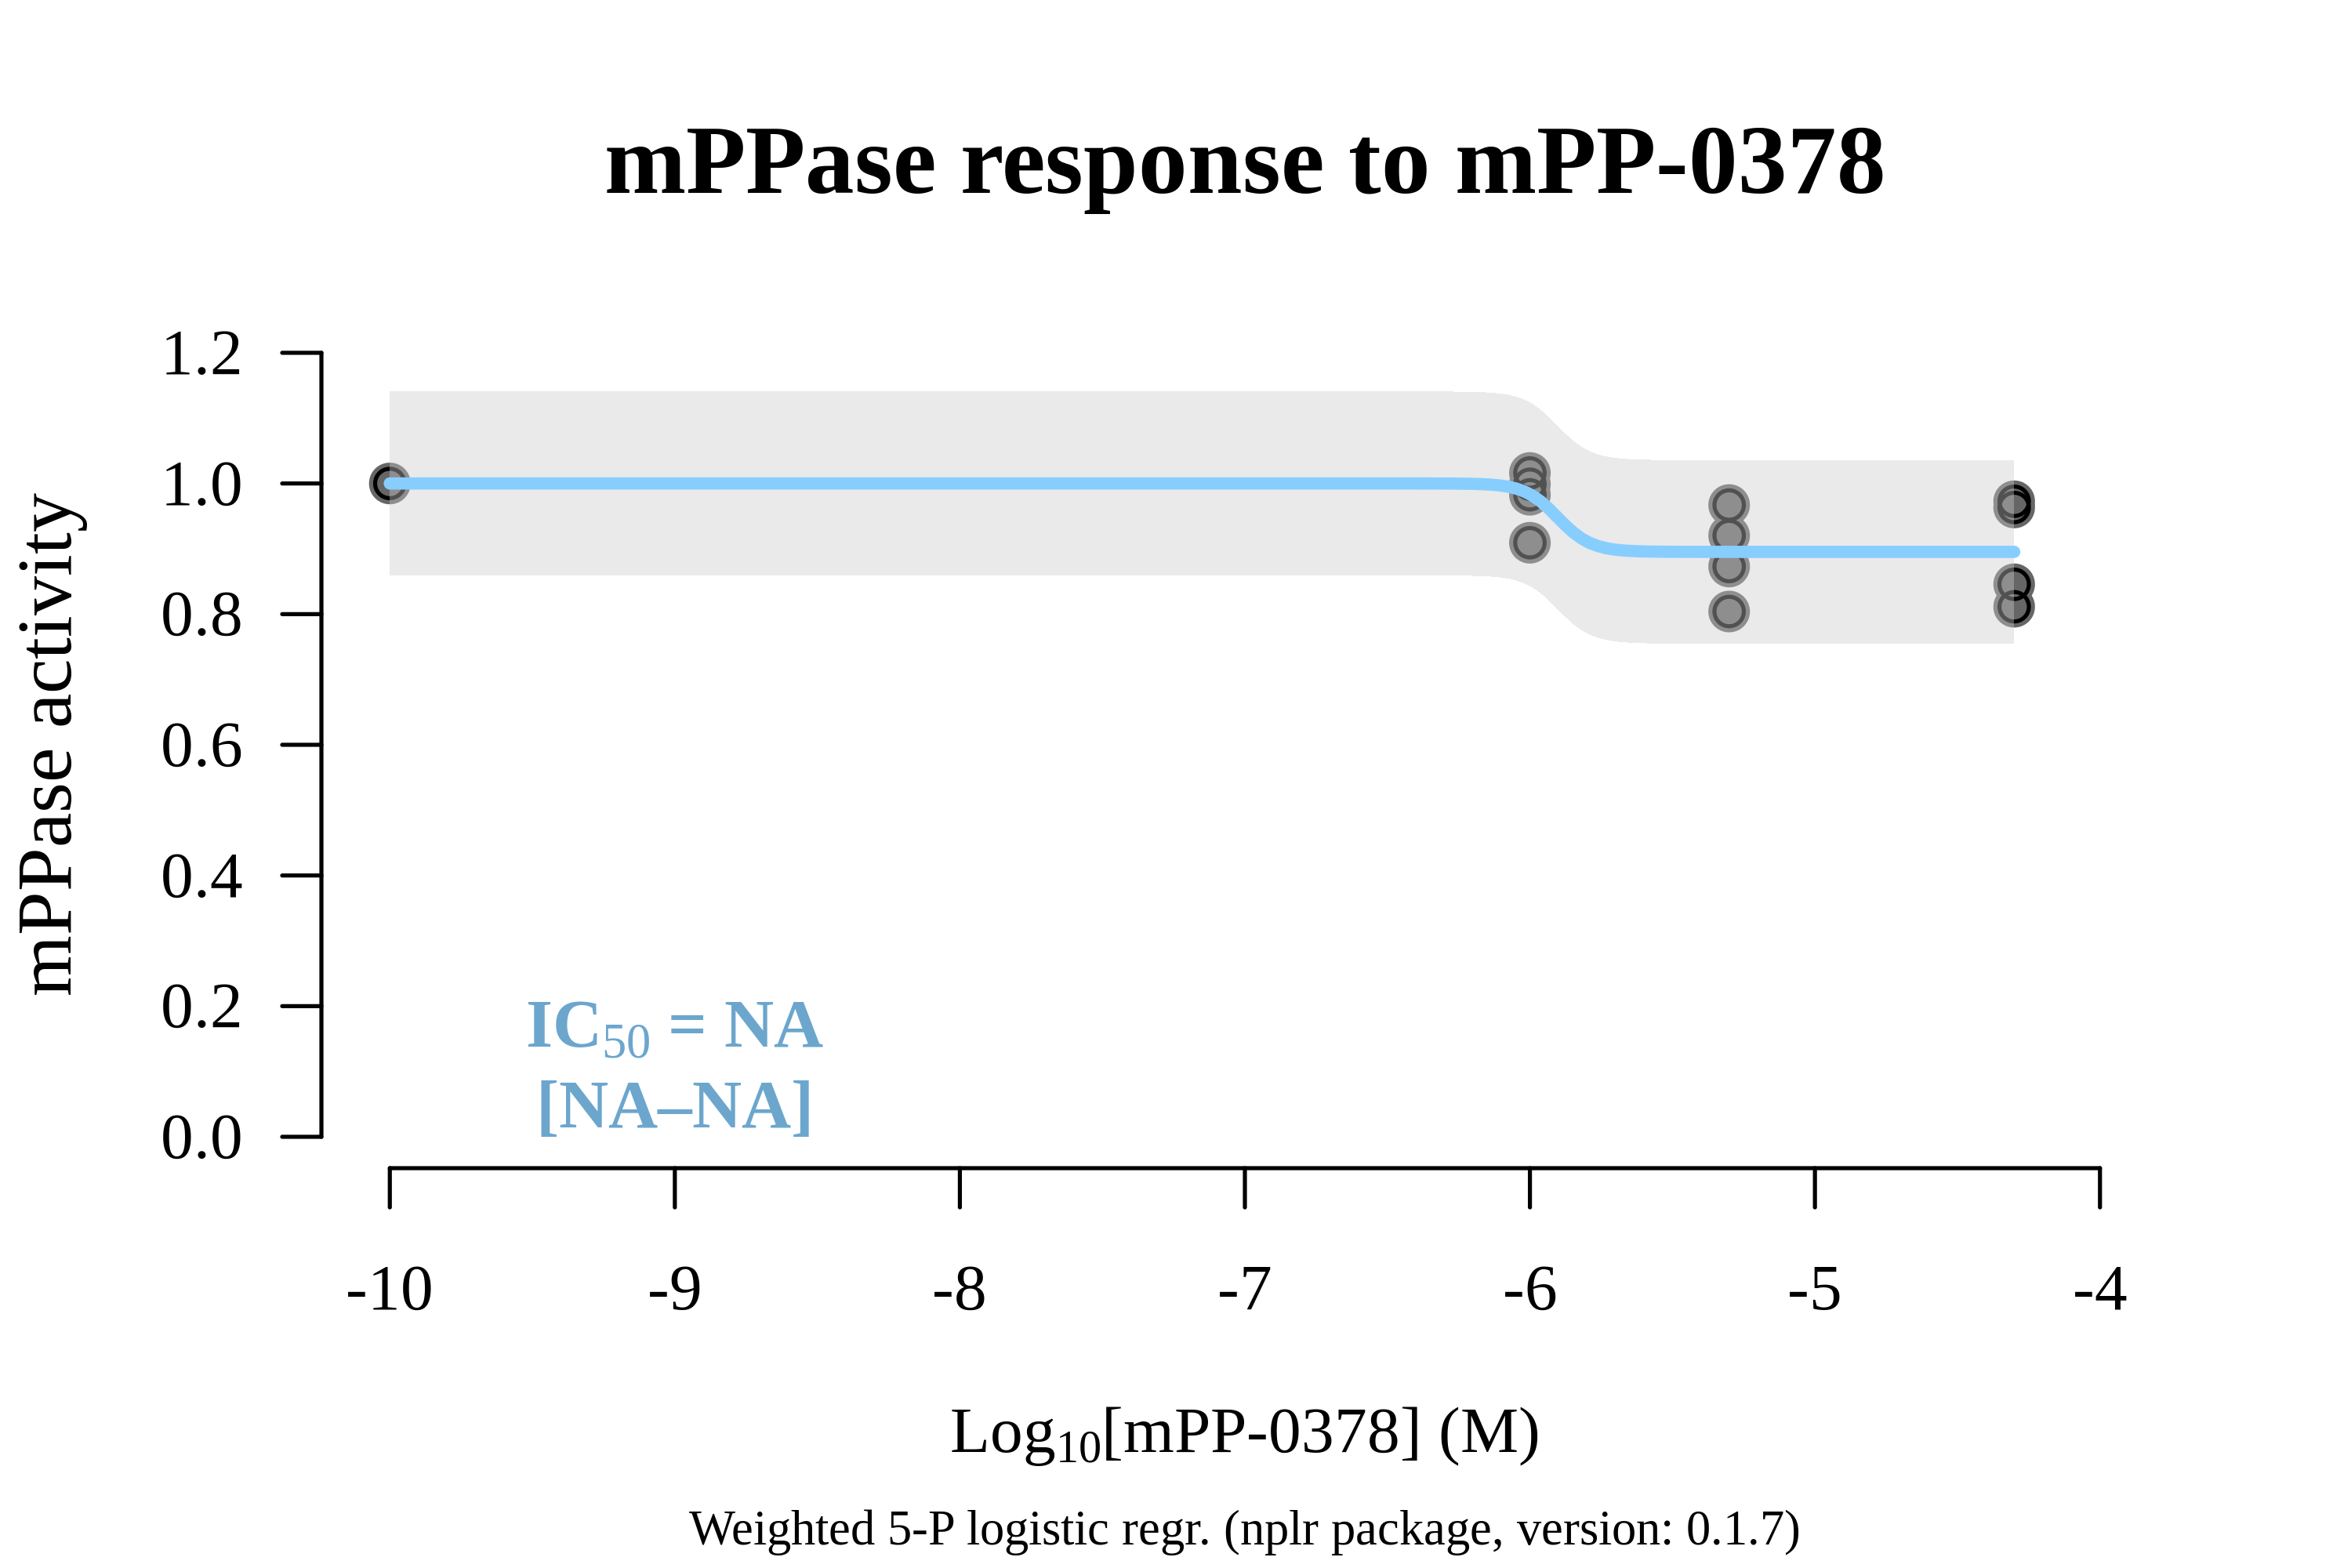 mPPase response to mPP-0378
mPPase activity
1.2
1.0
0.8
0.6
0.4
0.2
0.0
IC50 = NA
[NA–NA]
-10 -9 -8 -7 -6 -5 -4
Log10[mPP-0378] (M)
Weighted 5-P logistic regr. (nplr package, version: 0.1.7)